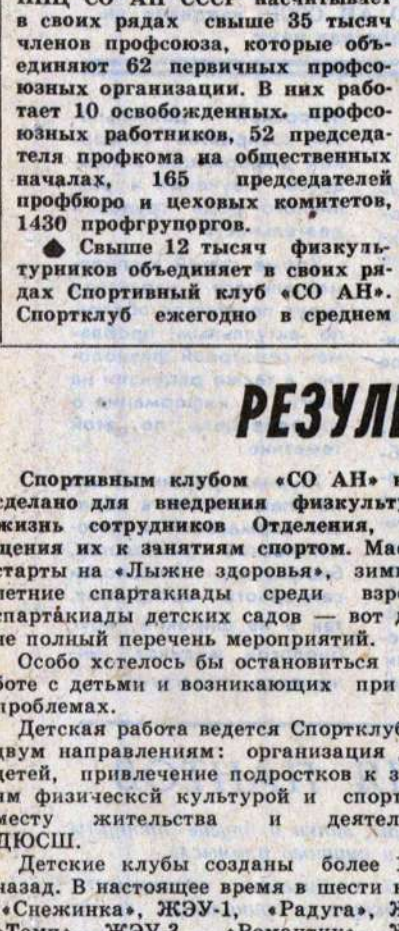 ННЦ СО АН СССР насчитывает
в своих рядах свыше 35 тысяч
членов профсоюза, которые объ-
единяют 62 первичных профсо-
юзных организации. В них рабо-
тает 10 освобожденных. профсо-
юзных работников, 52 председа-
теля профкома на общественных
началах, 165 председателей
профбюро и цеховых комитетов,
1430 профгрупоргов.
♠ Свыше 12 тысяч физкуль-
турников объединяет в своих ря-
дах Спортивный клуб «СО АН».
Спортклуб ежегодно в среднем
РЕЗУЛ
Спортивным клубом «СО АН»
сделано для внедрения физкульт
жизнь сотрудников Отделения,
щения их к занятиям спортом. Мас
старты на «Лыжне здоровья», зим
летние спартакиады среди взр
спартакиады детских садов — вот
не полный перечень мероприятий.
Особо хотелось бы остановиться
боте с детьми и возникающих при
проблемах.
Детская работа ведется Спортклуб
двум направлениям: организация
детей, привлечение подростков к з
ям физической культурой и спорт
месту жительства и деятел
ДЮСШ.
Детские клубы созданы более
назад. В настоящее время в шести
«Снежинка», ЖЭУ-1, «Радуга»,
ЖЭУ-3, «Романтик»,